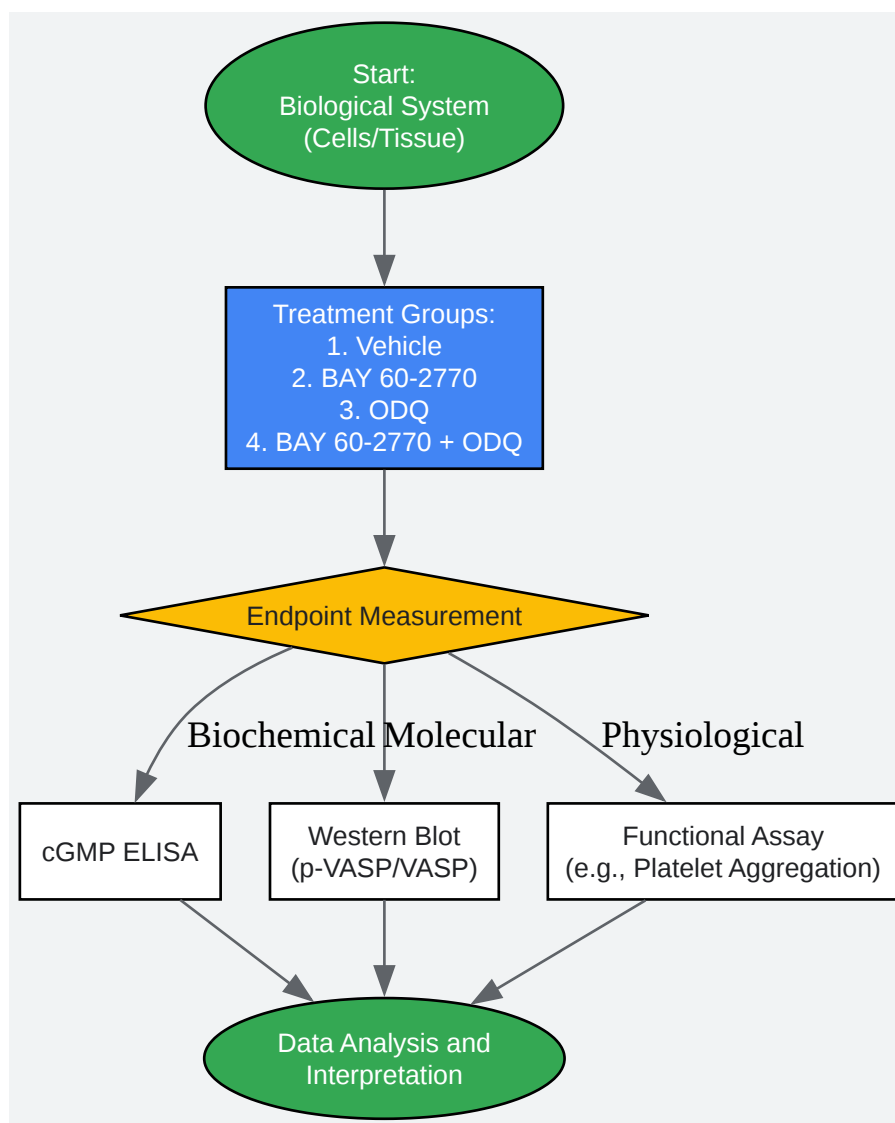 Start:
Biological System
(Cells/Tissue)
Treatment Groups:
1. Vehicle
2. BAY 60-2770
3. ODQ
4. BAY 60-2770 + ODQ
Endpoint Measurement
Biochemical
Molecular
Physiological
cGMP ELISA
Western Blot
(p-VASP/VASP)
Functional Assay
(e.g., Platelet Aggregation)
Data Analysis and
Interpretation